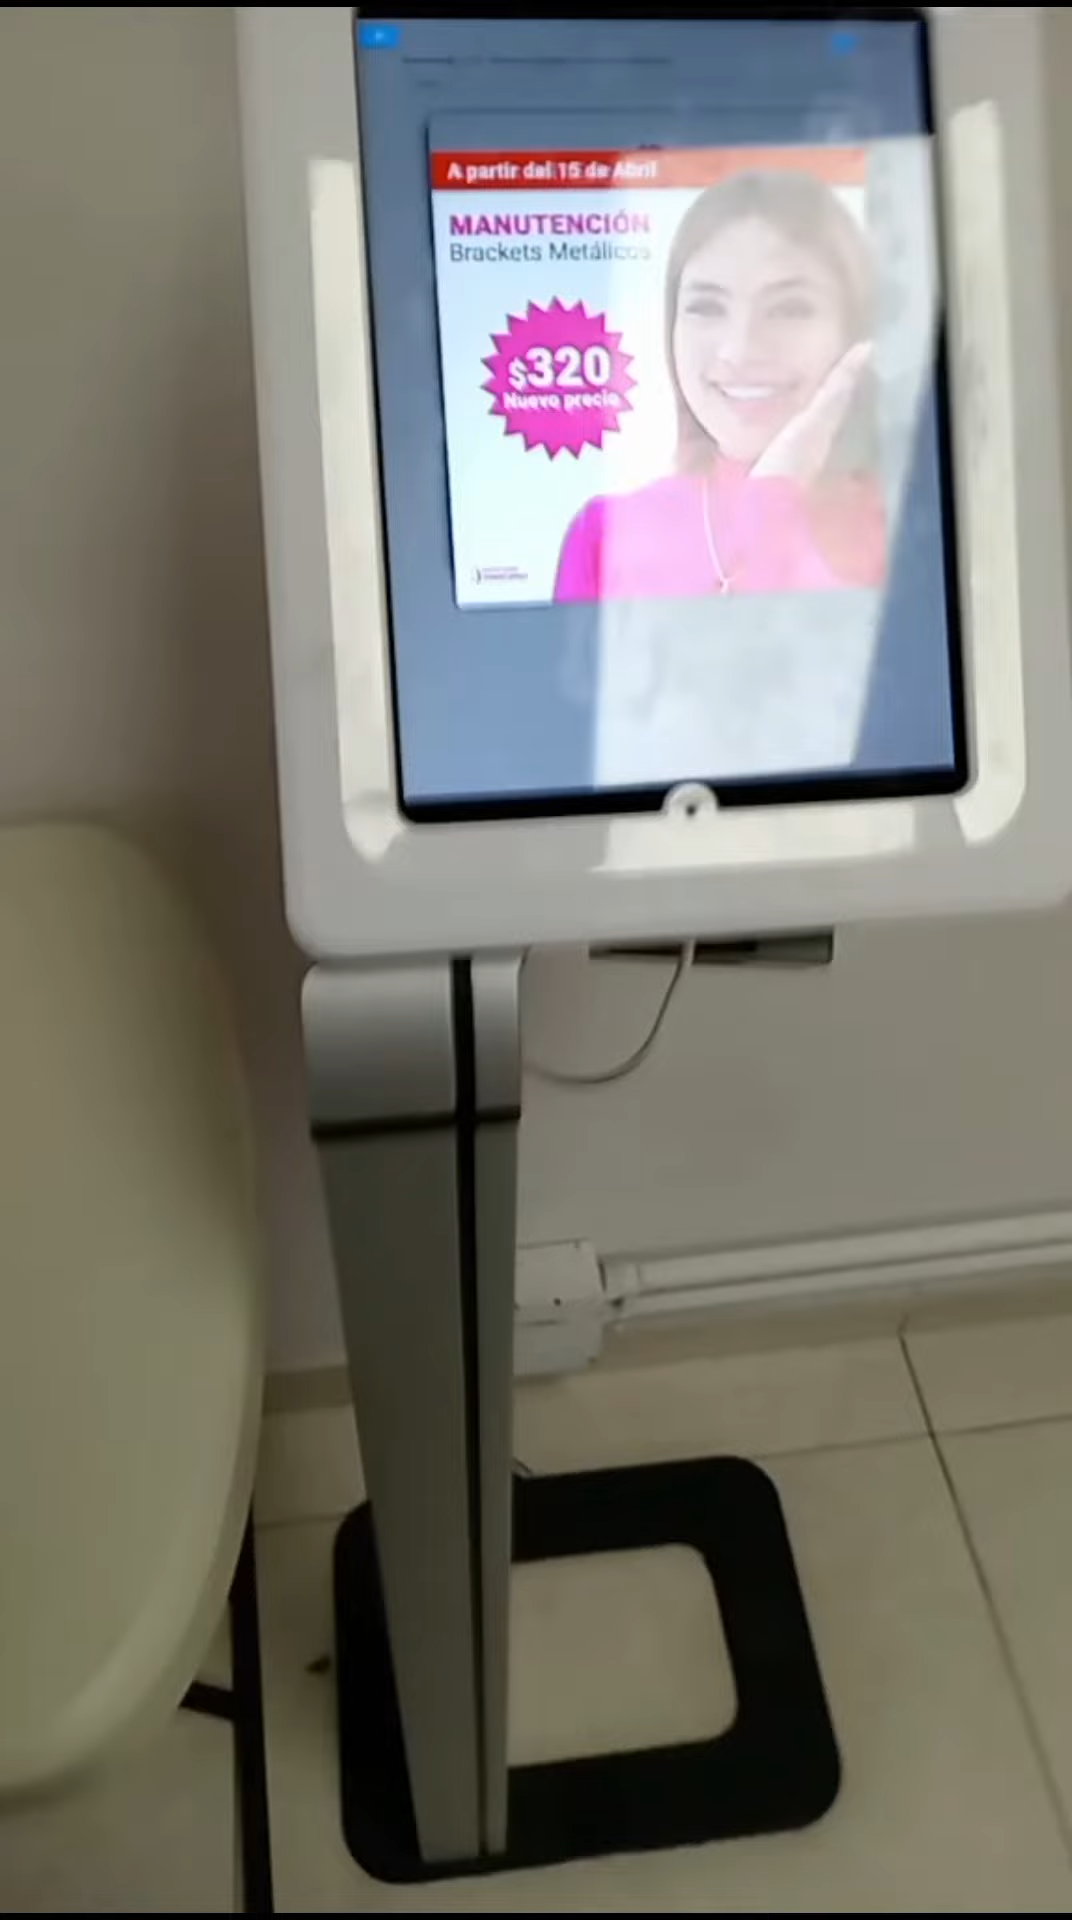 A partir del 15 de Abril
MANUTENCIÓN
Brackets Metálicos
$320
Nuevo precio